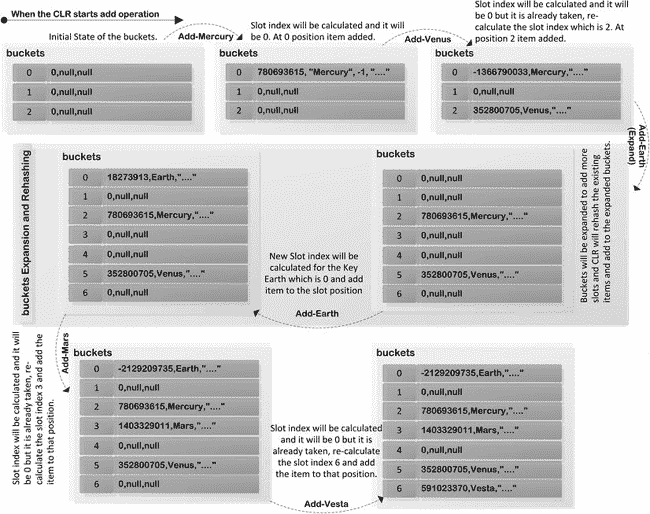 When the CLR starts add operation
Initial State of the buckets.
buckets
0 0,null,null
1 0,null,null
2 0,null,null
Add-Mercury
Slot index will be calculated and it will
be 0. At 0 position item added.
buckets
0 780693615, "Mercury", -1, "...."
1 0,null,null
2 0,null,null
Add-Venus
Slot index will be calculated and it will
be 0 but it is already taken, re-
calculate the slot index which is 2. At
position 2 item added.
buckets
0 -1366790033,Mercury,"...."
1 0,null,null
2 352800705,Venus,"...."
Add-Earth
(Expand)
buckets Expansion and Rehashing
buckets
0 18273913,Earth,"...."
1 0,null,null
2 780693615,Mercury,"...."
3 0,null,null
4 0,null,null
5 352800705,Venus,"...."
6 0,null,null
New Slot index will be
calculated for the Key
Earth which is 0 and add
item to the slot position
Add-Earth
buckets
0 0,null,null
1 0,null,null
2 780693615,Mercury,"...."
3 0,null,null
4 0,null,null
5 352800705,Venus,"...."
6 0,null,null
Buckets will be expanded to add more
slots and CLR will rehash the existing
items and add to the expanded buckets.
Add-Mars
Slot index will be calculated and it will
be 0 but it is already taken, re-
calculate the slot index 3 and add the
item to that position.
buckets
0 -2129209735,Earth,"...."
1 0,null,null
2 780693615,Mercury,"...."
3 1403329011,Mars,"...."
4 0,null,null
5 352800705,Venus,"...."
6 0,null,null
Slot index will be calculated
and it will be 0 but it is
already taken, re-calculate
the slot index 6 and add
the item to that position.
Add-Vesta
buckets
0 -2129209735,Earth,"...."
1 0,null,null
2 780693615,Mercury,"...."
3 1403329011,Mars,"...."
4 0,null,null
5 352800705,Venus,"...."
6 591023370,Vesta,"...."